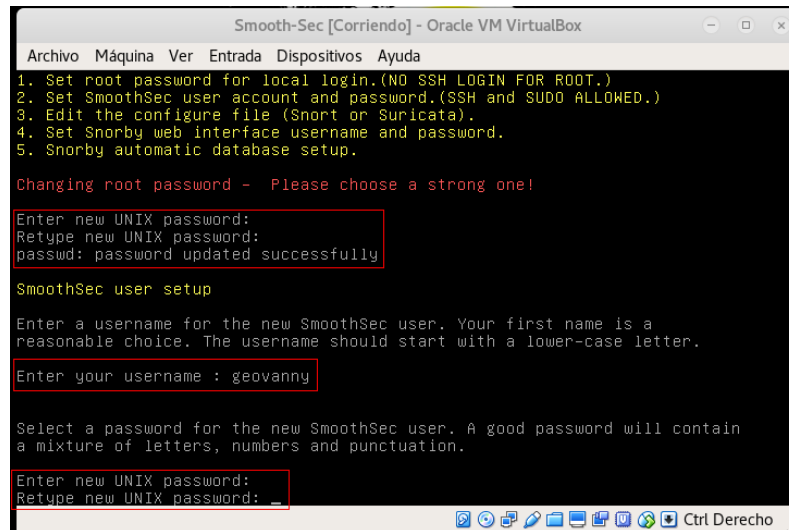 Smooth-Sec [Corriendo] - Oracle VM VirtualBox
Archivo Máquina Ver Entrada Dispositivos Ayuda
1. Set root password for local login.(NO SSH LOGIN FOR ROOT.)
2. Set SmoothSec user account and password.(SSH and SUDO ALLOWED.)
3. Edit the configure file (Snort or Suricata).
4. Set Snorby web interface username and password.
5. Snorby automatic database setup.
Changing root password -  Please choose a strong one!
Enter new UNIX password:
Retype new UNIX password:
passwd: password updated successfully
SmoothSec user setup
Enter a username for the new SmoothSec user. Your first name is a
reasonable choice. The username should start with a lower-case letter.
Enter your username : geovanny
Select a password for the new SmoothSec user. A good password will contain
a mixture of letters, numbers and punctuation.
Enter new UNIX password:
Retype new UNIX password: _
Ctrl Derecho